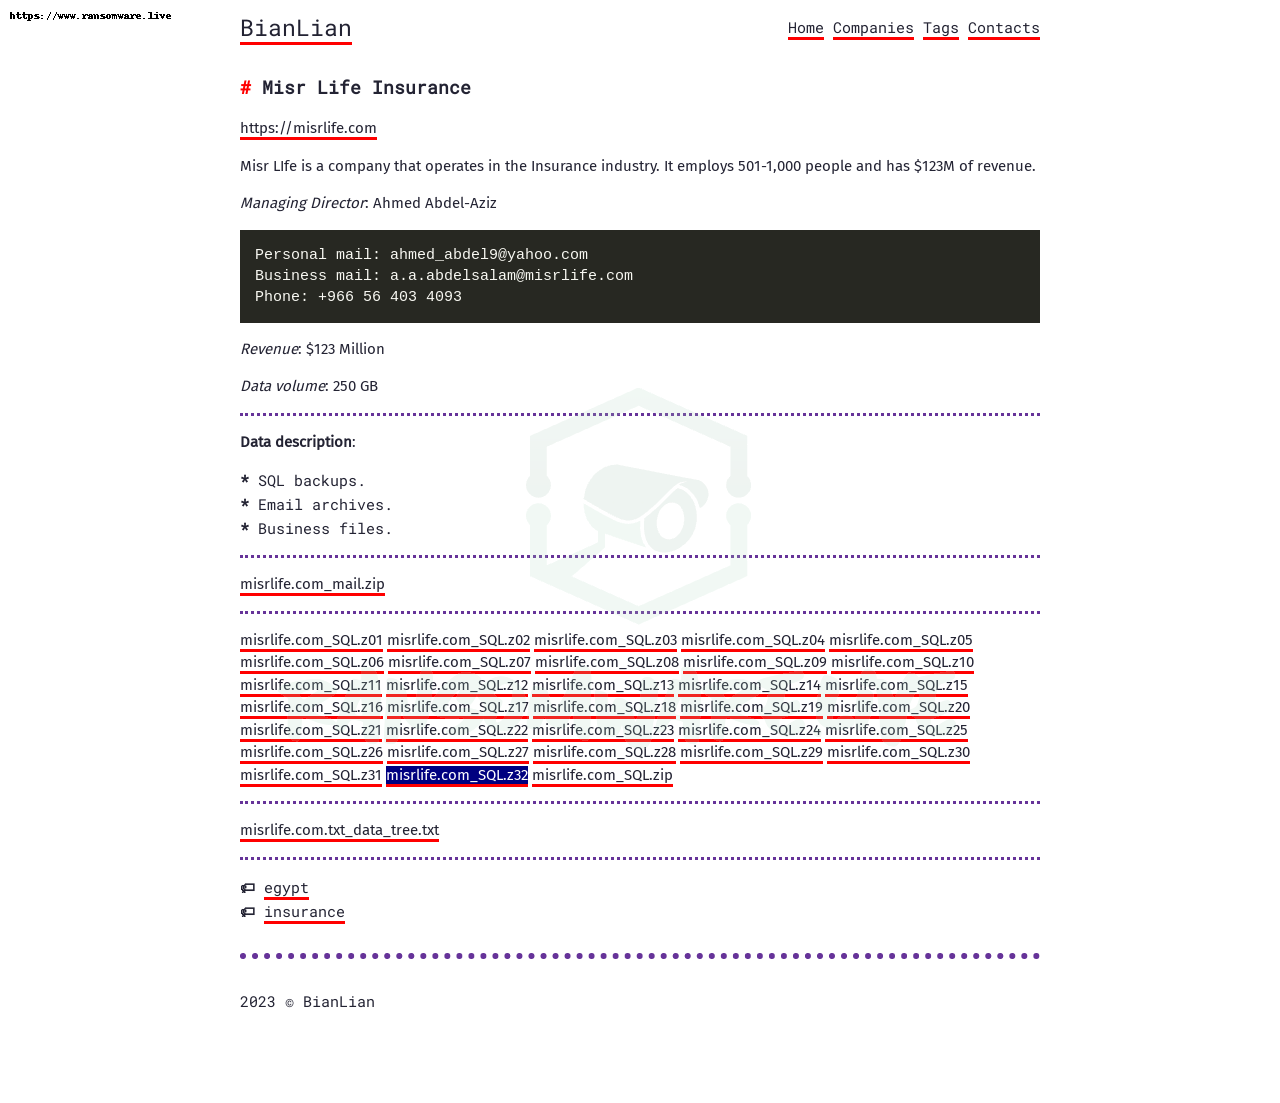 https://www.ransomware.live
BianLian
Home Companies Tags Contacts
# Misr Life Insurance
https://misrlife.com
Misr LIfe is a company that operates in the Insurance industry. It employs 501-1,000 people and has $123M of revenue.
Managing Director: Ahmed Abdel-Aziz
Personal mail: ahmed_abdel9@yahoo.com
Business mail: a.a.abdelsalam@misrlife.com
Phone: +966 56 403 4093
Revenue: $123 Million
Data volume: 250 GB
Data description:
* SQL backups.
* Email archives.
* Business files.
misrlife.com_mail.zip
misrlife.com_SQL.z01 misrlife.com_SQL.z02 misrlife.com_SQL.z03 misrlife.com_SQL.z04 misrlife.com_SQL.z05
misrlife.com_SQL.z06 misrlife.com_SQL.z07 misrlife.com_SQL.z08 misrlife.com_SQL.z09 misrlife.com_SQL.z10
misrlife.com_SQL.z11 misrlife.com_SQL.z12 misrlife.com_SQL.z13 misrlife.com_SQL.z14 misrlife.com_SQL.z15
misrlife.com_SQL.z16 misrlife.com_SQL.z17 misrlife.com_SQL.z18 misrlife.com_SQL.z19 misrlife.com_SQL.z20
misrlife.com_SQL.z21 misrlife.com_SQL.z22 misrlife.com_SQL.z23 misrlife.com_SQL.z24 misrlife.com_SQL.z25
misrlife.com_SQL.z26 misrlife.com_SQL.z27 misrlife.com_SQL.z28 misrlife.com_SQL.z29 misrlife.com_SQL.z30
misrlife.com_SQL.z31 misrlife.com_SQL.z32 misrlife.com_SQL.zip
misrlife.com.txt_data_tree.txt
egypt
insurance
2023 © BianLian